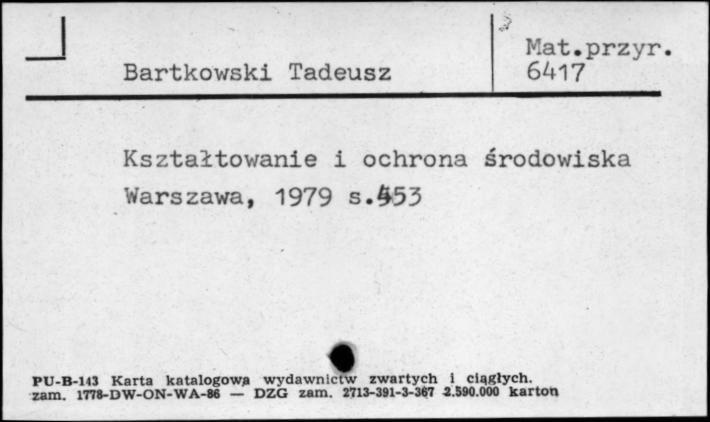 Mat.przyr.
Bartkowski Tadeusz 6417
Kształtowanie i ochrona środowiska
Warszawa, 1979 s.453
PU-B-143 Karta katalogowa wydawnictw zwartych i ciągłych.
zam. 1778-DW-ON-WA-86 — DZG zam. 2713-391-3-367 2.590.000 karton